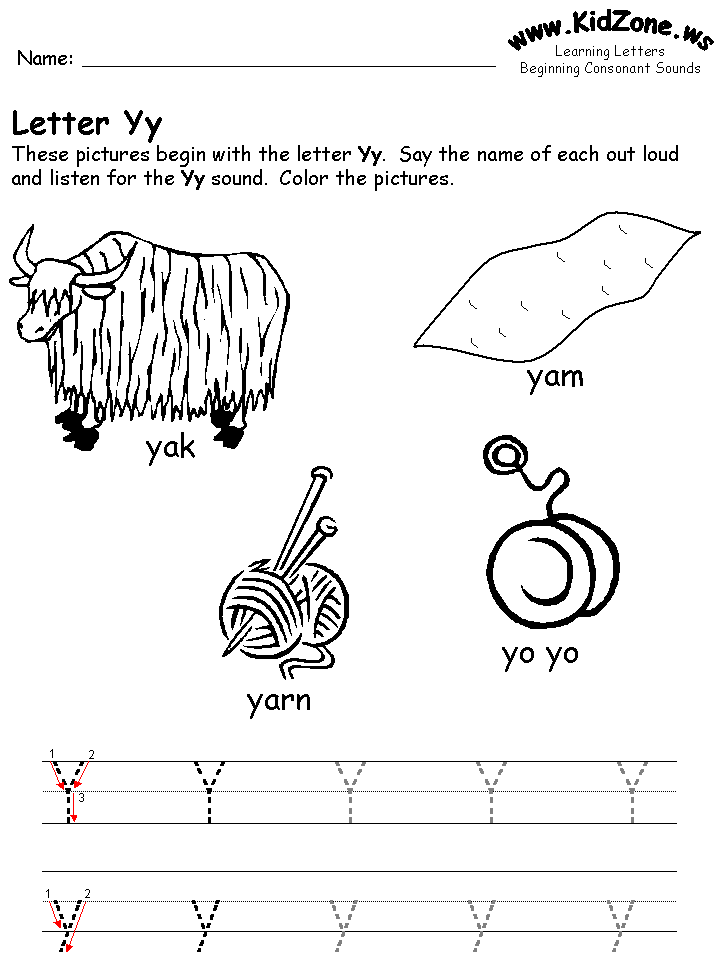 www.KidZone.ws
Name:
Learning Letters
Beginning Consonant Sounds
Letter Yy
These pictures begin with the letter Yy. Say the name of each out loud
and listen for the Yy sound. Color the pictures.
yam
yak
yo yo
yarn
1 2
3
Y Y Y Y Y
1 2
y y y y y